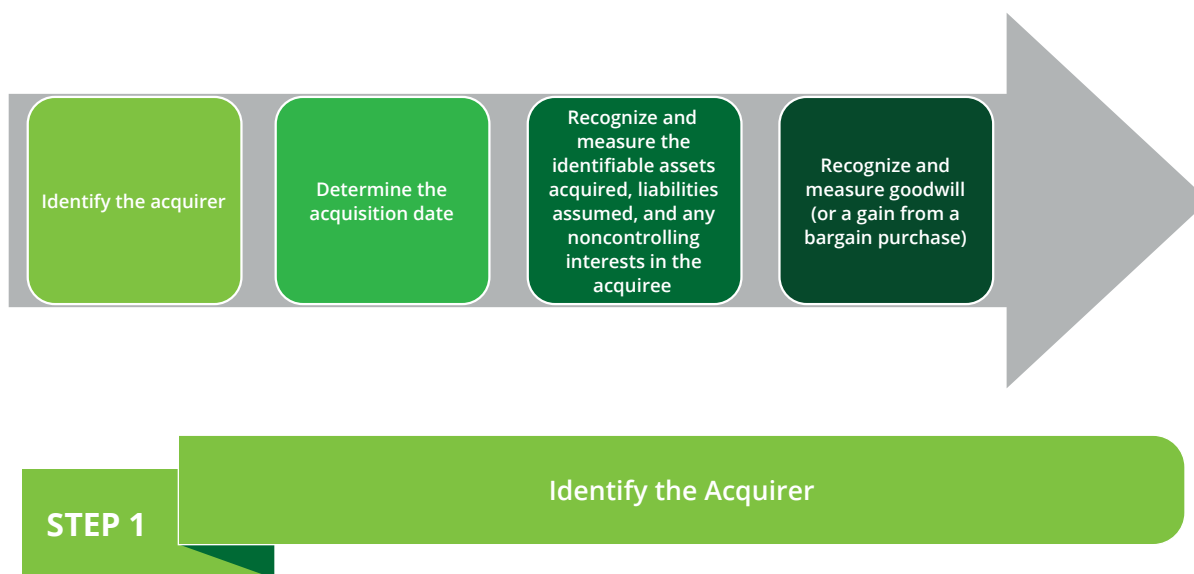 Identify the acquirer
Determine the
acquisition date
Recognize and
measure the
identifiable assets
acquired, liabilities
assumed, and any
noncontrolling
interests in the
acquiree
Recognize and
measure goodwill
(or a gain from a
bargain purchase)
STEP 1
Identify the Acquirer